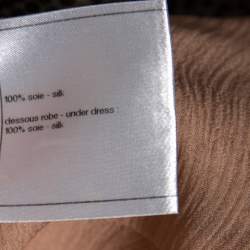 100% soie - silk
dessous robe - under dress :
100% soie - silk